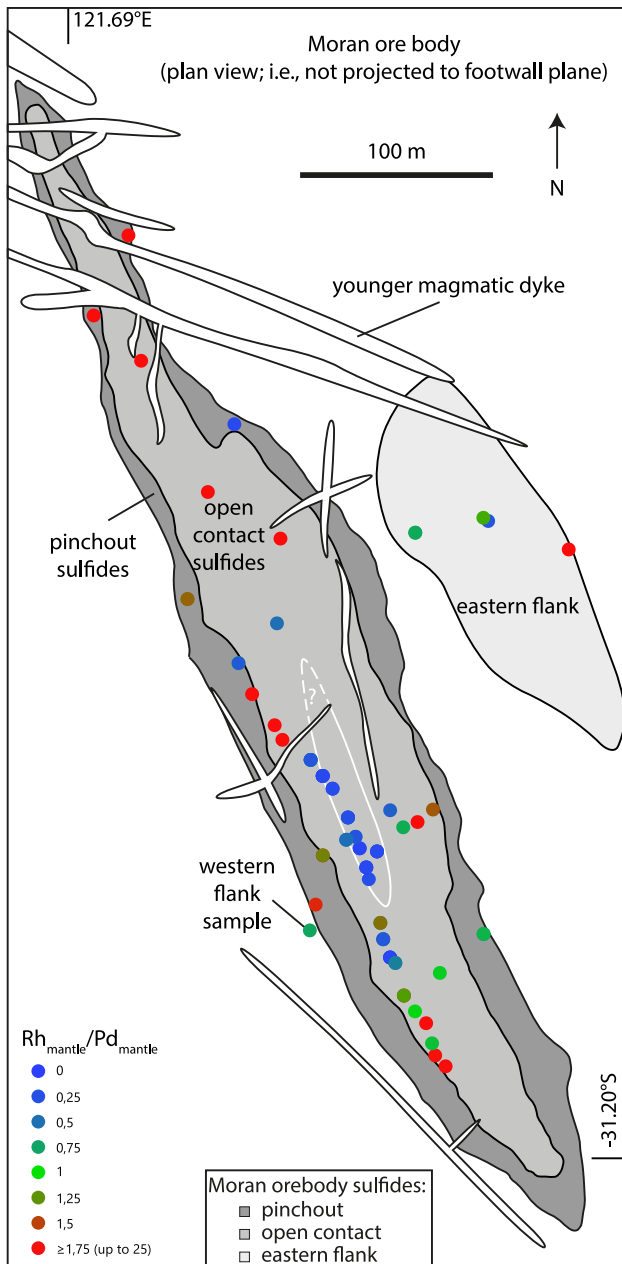 121.69°E
Moran ore body
(plan view; i.e., not projected to footwall plane)
100 m
N
younger magmatic dyke
open
contact
sulfides
pinchout
sulfides
eastern flank
?
western
flank
sample
Rhmantle/Pdmantle
0
0,25
0,5
0,75
1
1,25
1,5
≥1,75 (up to 25)
-31.20°S
Moran orebody sulfides:
pinchout
open contact
eastern flank